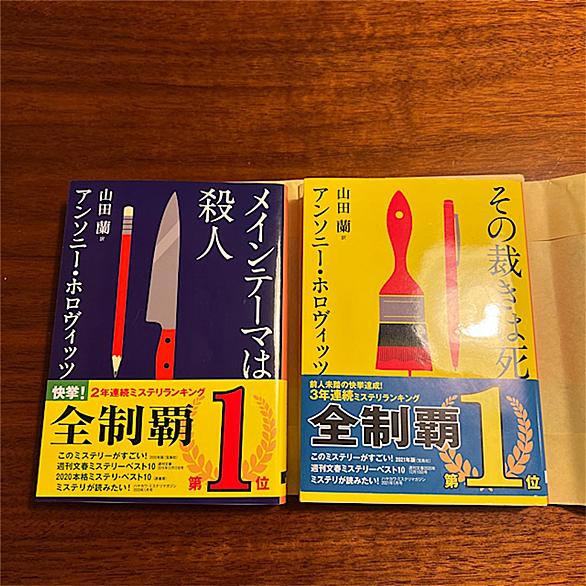 メインテーマは
殺人
山田 蘭 訳
アンソニー・ホロヴィッツ
快挙! 2年連続ミステリランキング
全制覇
第1位
このミステリーがすごい!
週刊文春ミステリーベスト10
2020本格ミステリ・ベスト10
ミステリが読みたい!
その裁きは死
山田 蘭 訳
アンソニー・ホロヴィッツ
前人未踏の快挙達成!
3年連続ミステリランキング
全制覇
第1位
このミステリーがすごい! 2021年版(宝島社)
週刊文春ミステリーベスト10
ミステリが読みたい!